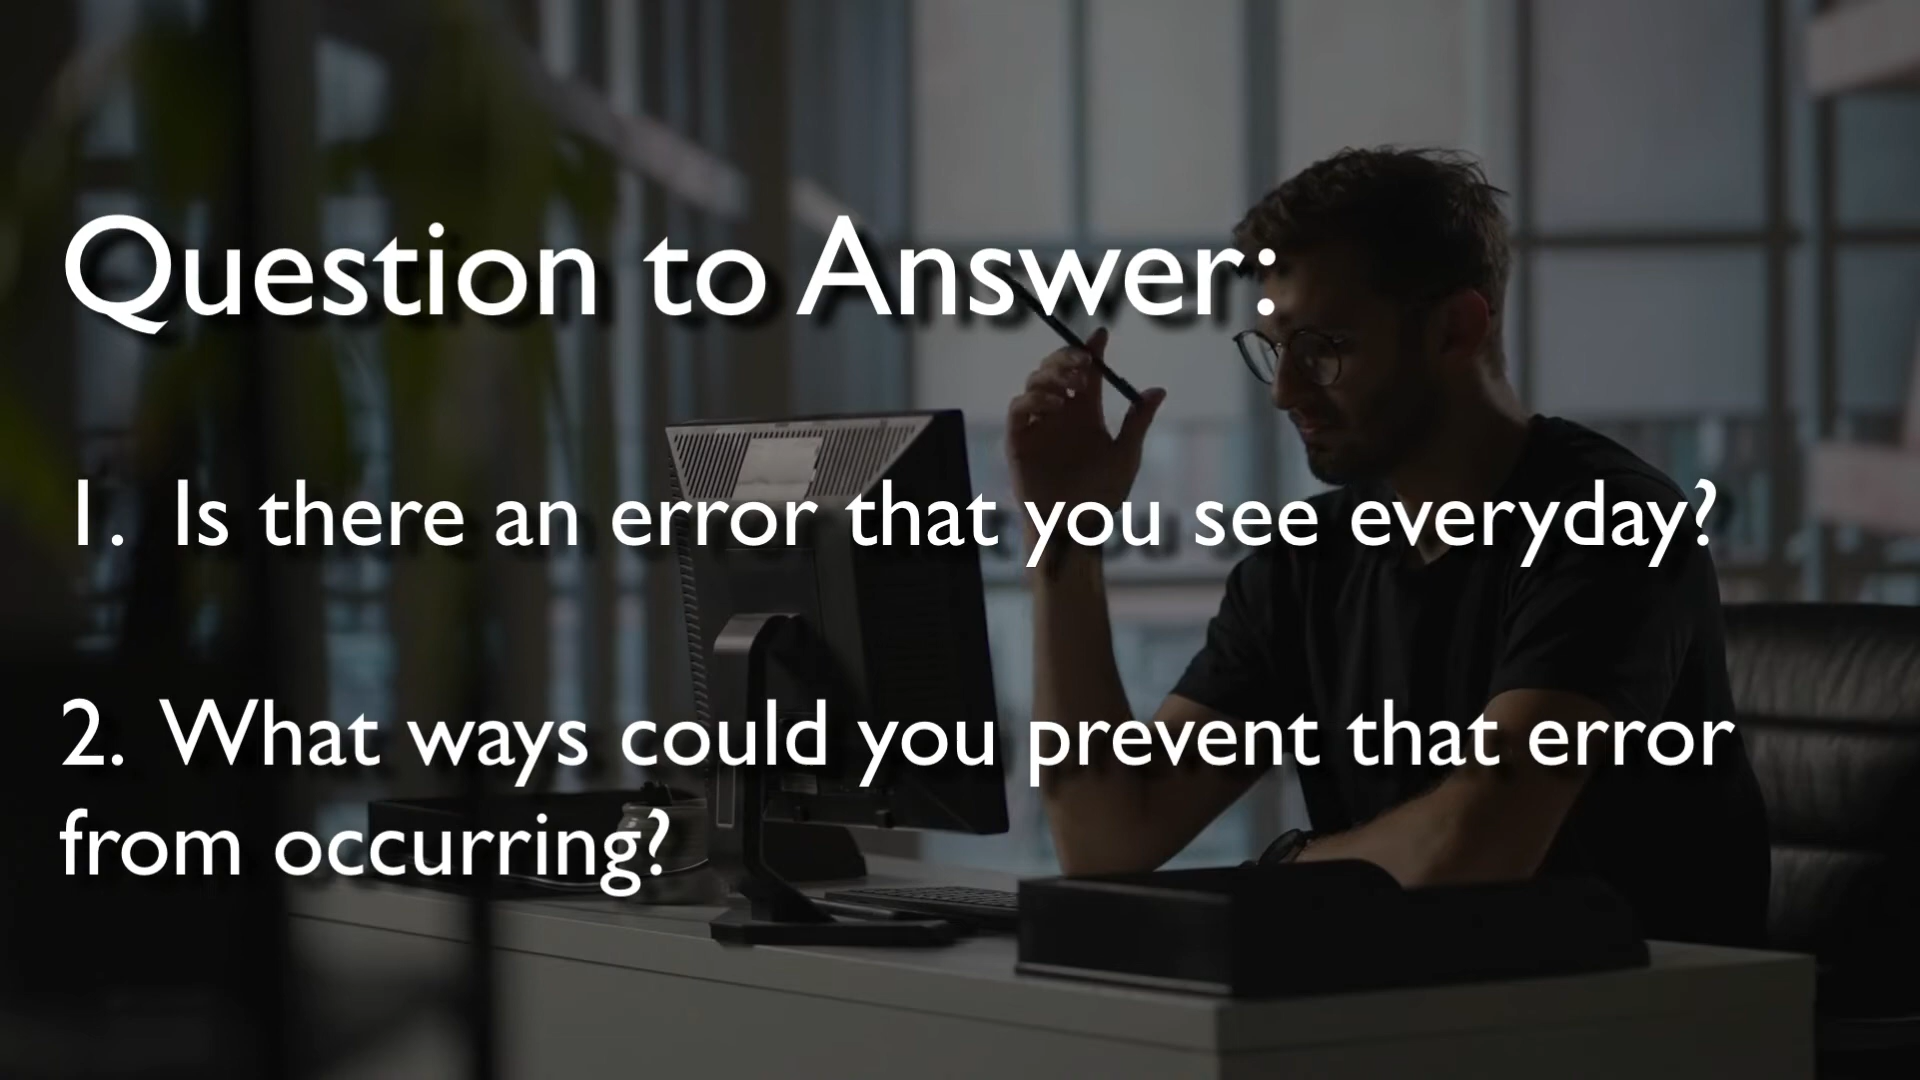 Question to Answer:
1. Is there an error that you see everyday?
2. What ways could you prevent that error
from occurring?